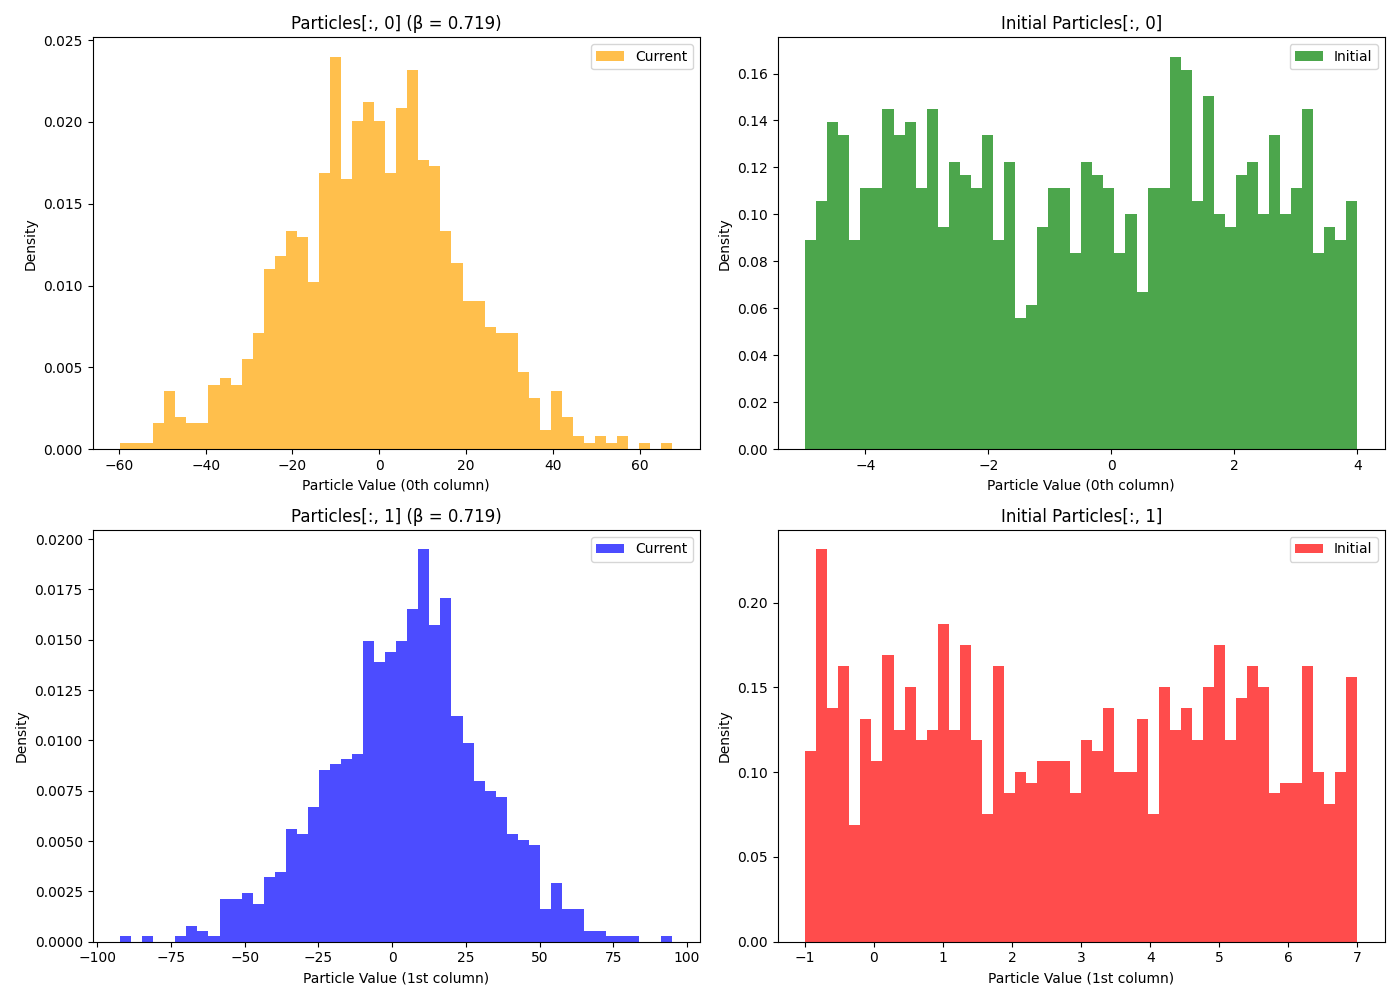 Particles[:, 0] (β = 0.719)
Current
Density
0.025
0.020
0.015
0.010
0.005
0.000
−60 −40 −20 0 20 40 60
Particle Value (0th column)
Initial Particles[:, 0]
Initial
Density
0.16
0.14
0.12
0.10
0.08
0.06
0.04
0.02
0.00
−4 −2 0 2 4
Particle Value (0th column)
Particles[:, 1] (β = 0.719)
Current
Density
0.0200
0.0175
0.0150
0.0125
0.0100
0.0075
0.0050
0.0025
0.0000
−100 −75 −50 −25 0 25 50 75 100
Particle Value (1st column)
Initial Particles[:, 1]
Initial
Density
0.20
0.15
0.10
0.05
0.00
−1 0 1 2 3 4 5 6 7
Particle Value (1st column)